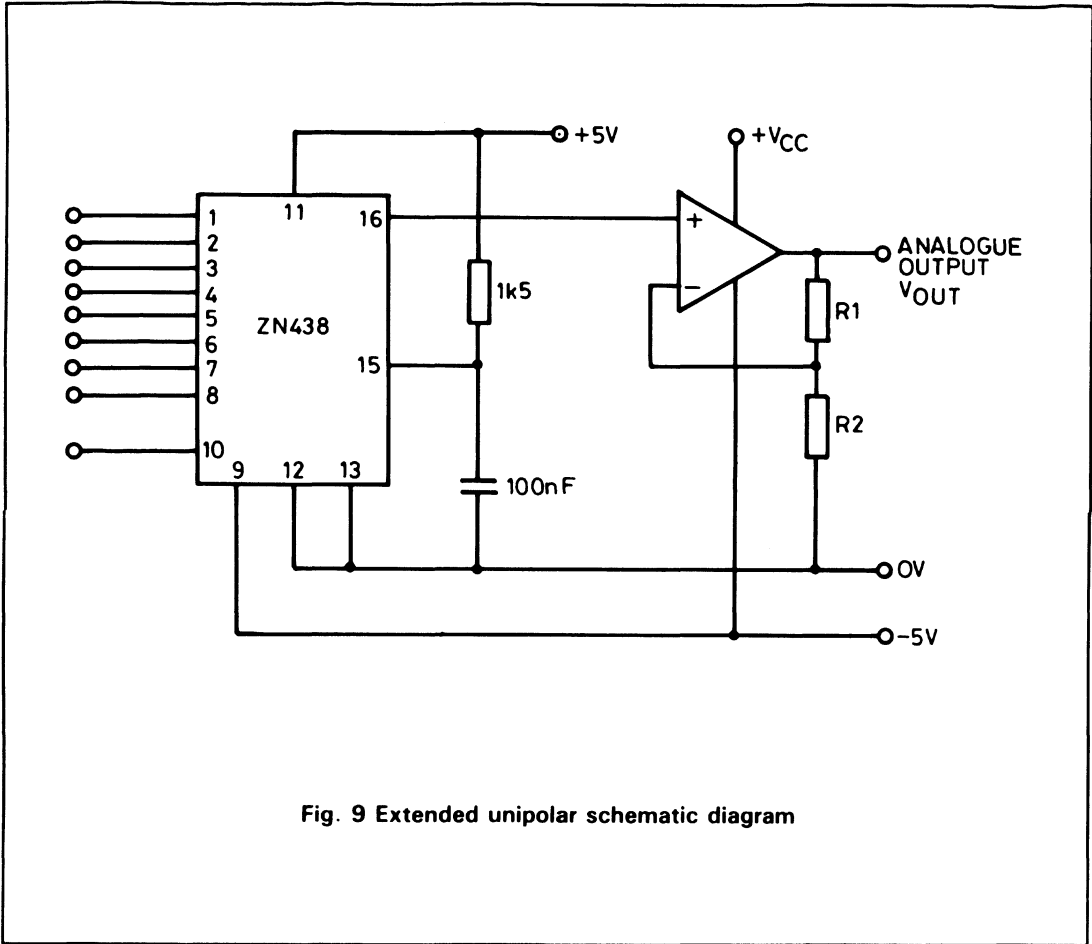 +5V
+VCC
1
11
16
+
ANALOGUE
OUTPUT
VOUT
2
3
4
5
6
7
8
ZN438
1k5
−
R1
15
R2
10
9
12
13
100nF
0V
-5V
Fig. 9 Extended unipolar schematic diagram